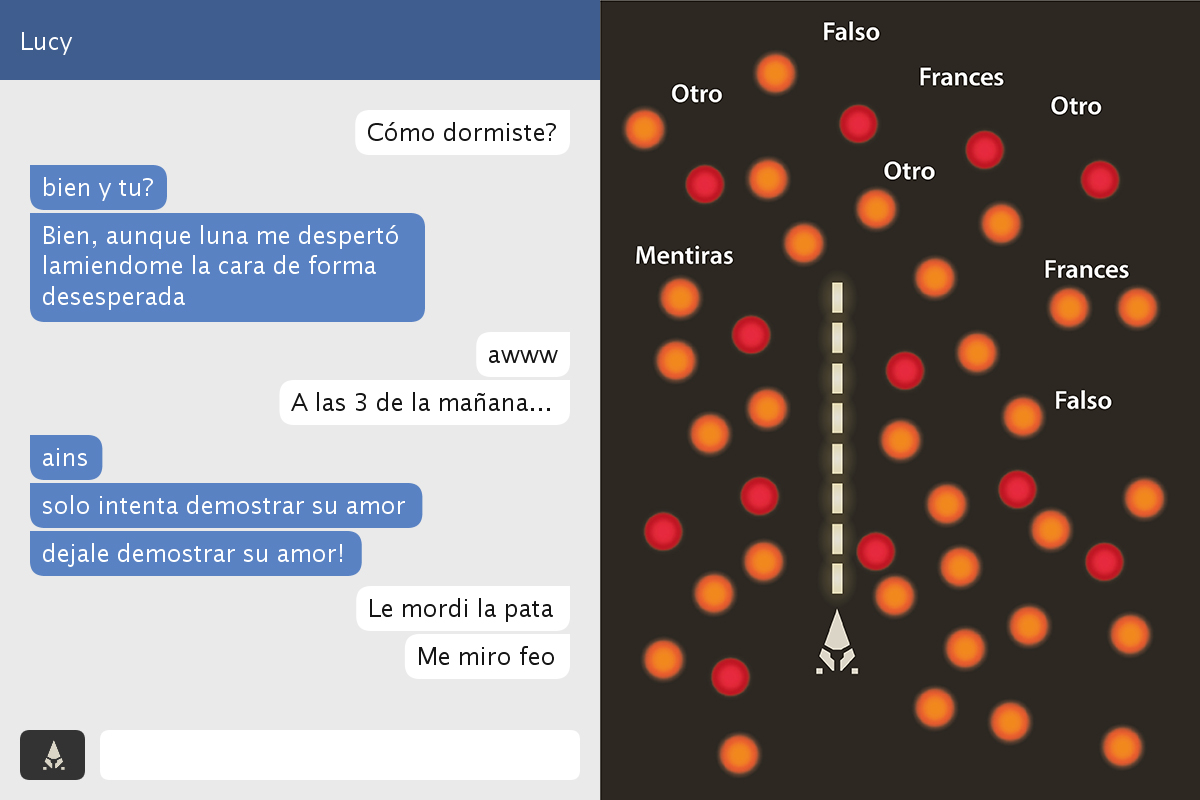 Lucy
Cómo dormiste?
bien y tu?
Bien, aunque luna me despertó
lamiendome la cara de forma
desesperada
awww
A las 3 de la mañana...
ains
solo intenta demostrar su amor
dejale demostrar su amor!
Le mordi la pata
Me miro feo
Falso
Frances
Otro
Otro
Otro
Mentiras
Frances
Falso